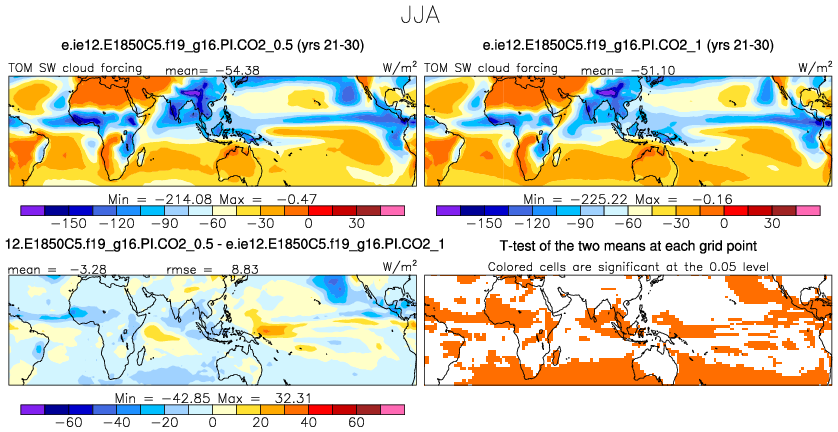 JJA
e.ie12.E1850C5.f19_g16.PI.CO2_0.5 (yrs 21-30)
TOM SW cloud forcing mean= −54.38 W/m²
Min = −214.08 Max = −0.47
−150 −120 −90 −60 −30 0 30
e.ie12.E1850C5.f19_g16.PI.CO2_1 (yrs 21-30)
TOM SW cloud forcing mean= −51.10 W/m²
Min = −225.22 Max = −0.16
−150 −120 −90 −60 −30 0 30
12.E1850C5.f19_g16.PI.CO2_0.5 - e.ie12.E1850C5.f19_g16.PI.CO2_1
mean = −3.28 rmse = 8.83 W/m²
Min = −42.85 Max = 32.31
−60 −40 −20 0 20 40 60
T-test of the two means at each grid point
Colored cells are significant at the 0.05 level